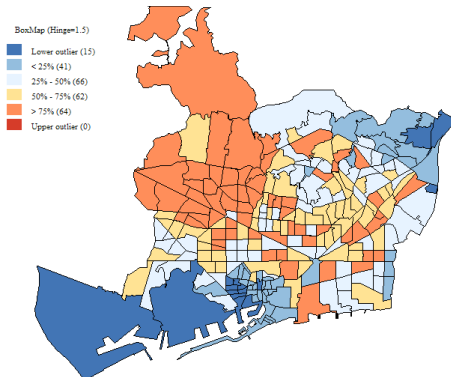 BoxMap (Hinge=1.5)
Lower outlier (15)
< 25% (41)
25% - 50% (66)
50% - 75% (62)
> 75% (64)
Upper outlier (0)